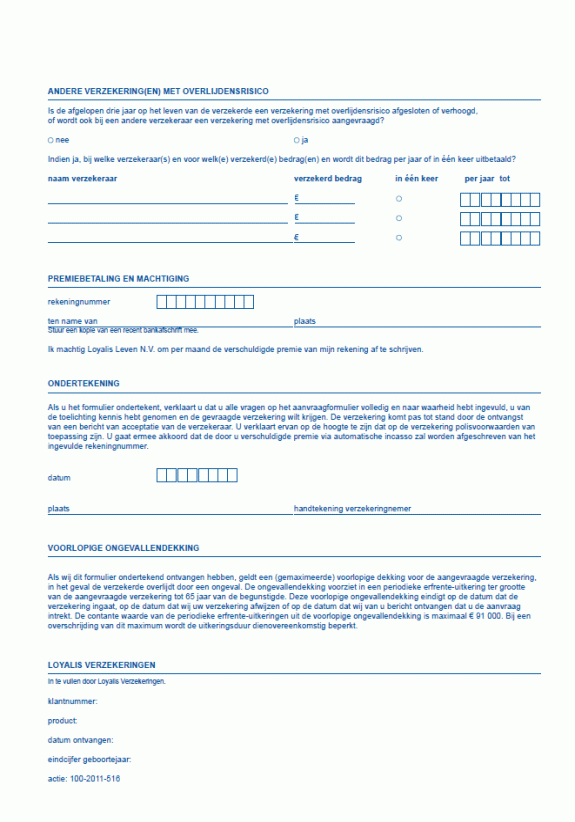 ANDERE VERZEKERING(EN) MET OVERLIJDENSRISICO
Is de afgelopen drie jaar op het leven van de verzekerde een verzekering met overlijdensrisico afgesloten of verhoogd,
of wordt ook bij een andere verzekeraar een verzekering met overlijdensrisico aangevraagd?
nee ja
Indien ja, bij welke verzekeraar(s) en voor welk(e) verzekerd(e) bedrag(en) en wordt dit bedrag per jaar of in één keer uitbetaald?
naam verzekeraar verzekerd bedrag in één keer per jaar tot
€
€
€
PREMIEBETALING EN MACHTIGING
rekeningnummer
ten name van plaats
Stuur een kopie van een recent bankafschrift mee.
Ik machtig Loyalis Leven N.V. om per maand de verschuldigde premie van mijn rekening af te schrijven.
ONDERTEKENING
Als u het formulier ondertekent, verklaart u dat u alle vragen op het aanvraagformulier volledig en naar waarheid hebt ingevuld, u van
de toelichting kennis hebt genomen en de gevraagde verzekering wilt krijgen. De verzekering komt pas tot stand door de ontvangst
van een bericht van acceptatie van de verzekeraar. U verklaart ervan op de hoogte te zijn dat op de verzekering polisvoorwaarden van
toepassing zijn. U gaat ermee akkoord dat de door u verschuldigde premie via automatische incasso zal worden afgeschreven van het
ingevulde rekeningnummer.
datum
plaats handtekening verzekeringnemer
VOORLOPIGE ONGEVALLENDEKKING
Als wij dit formulier ondertekend ontvangen hebben, geldt een (gemaximeerde) voorlopige dekking voor de aangevraagde verzekering,
in het geval de verzekerde overlijdt door een ongeval. De ongevallendekking voorziet in een periodieke erfrente-uitkering ter grootte
van de aangevraagde verzekering tot 65 jaar van de begunstigde. Deze voorlopige ongevallendekking eindigt op de datum dat de
verzekering ingaat, op de datum dat wij uw verzekering afwijzen of op de datum dat wij van u bericht ontvangen dat u de aanvraag
intrekt. De contante waarde van de periodieke erfrente-uitkeringen uit de voorlopige ongevallendekking is maximaal € 91 000. Bij een
overschrijding van dit maximum wordt de uitkeringsduur dienovereenkomstig beperkt.
LOYALIS VERZEKERINGEN
In te vullen door Loyalis Verzekeringen.
klantnummer:
product:
datum ontvangen:
eindcijfer geboortejaar:
actie: 100-2011-516